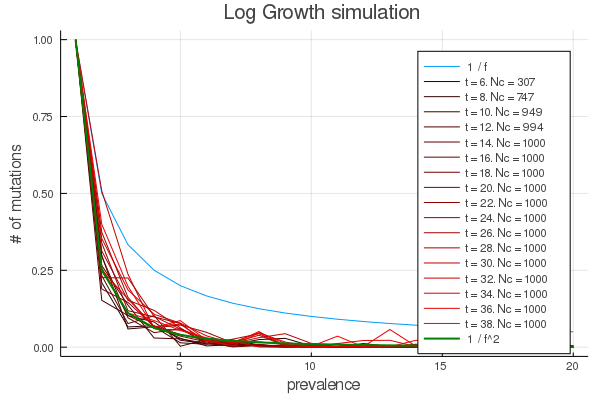 Log Growth simulation
# of mutations
1.00
0.75
0.50
0.25
0.00
5
10
15
20
prevalence
1 / f
t = 6. Nc = 307
t = 8. Nc = 747
t = 10. Nc = 949
t = 12. Nc = 994
t = 14. Nc = 1000
t = 16. Nc = 1000
t = 18. Nc = 1000
t = 20. Nc = 1000
t = 22. Nc = 1000
t = 24. Nc = 1000
t = 26. Nc = 1000
t = 28. Nc = 1000
t = 30. Nc = 1000
t = 32. Nc = 1000
t = 34. Nc = 1000
t = 36. Nc = 1000
t = 38. Nc = 1000
1 / f^2